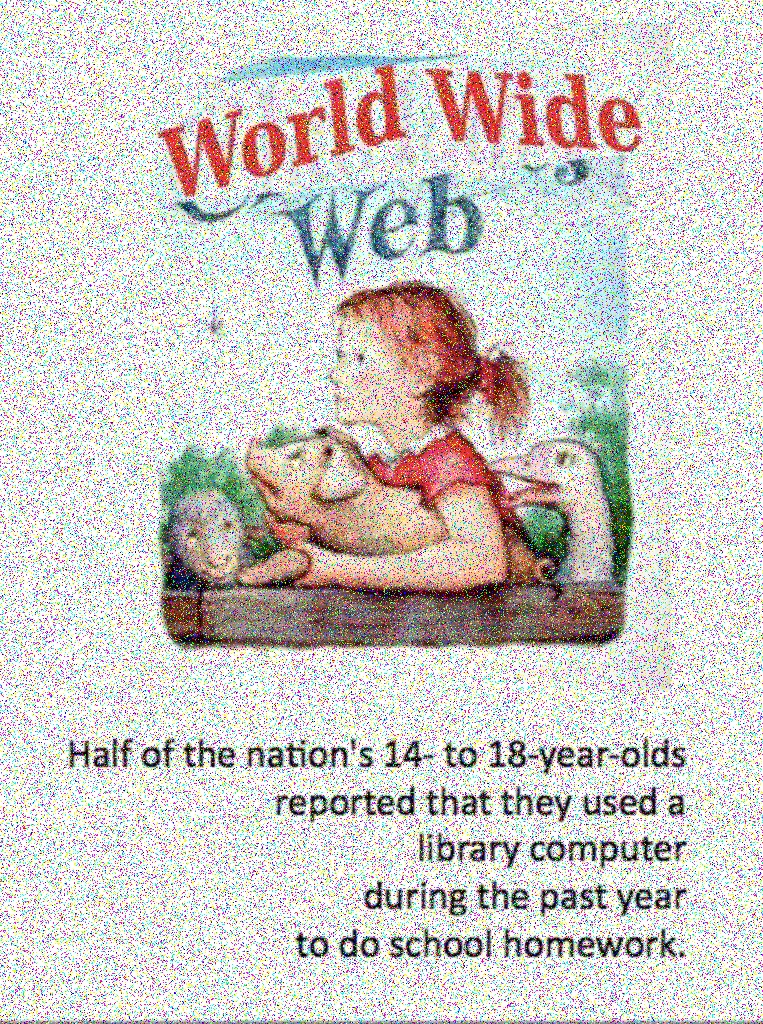 World Wide
Web
Half of the nation's 14- to 18-year-olds
reported that they used a
library computer
during the past year
to do school homework.